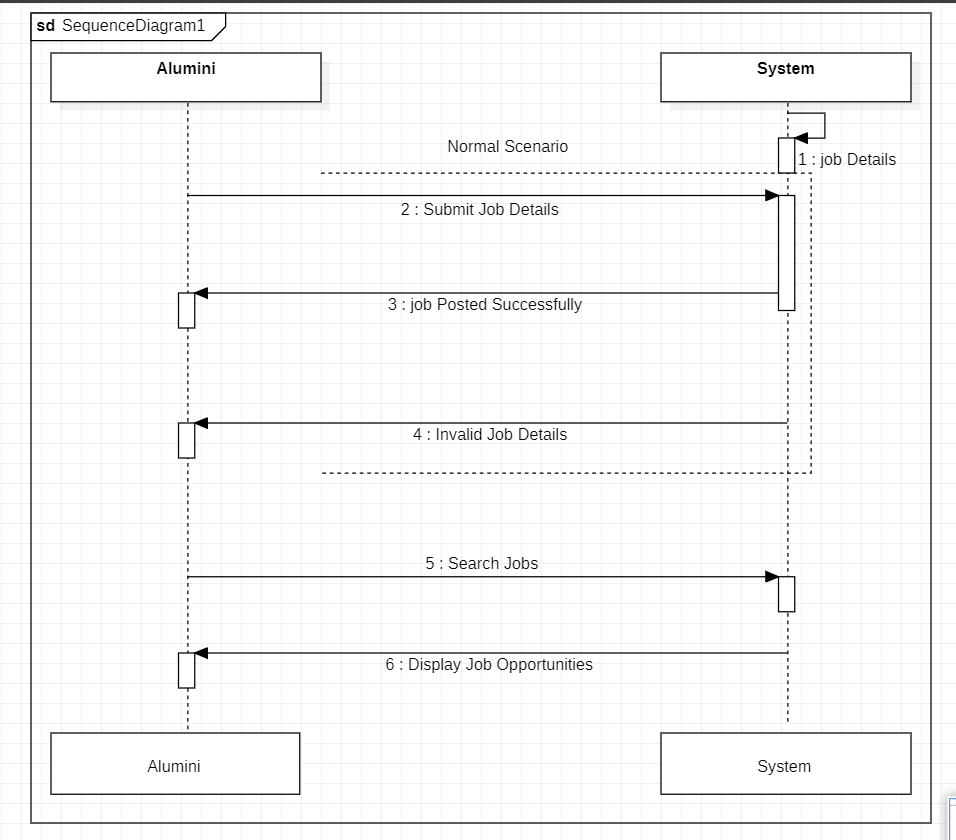 sd SequenceDiagram1
Alumini
System
Normal Scenario
1 : job Details
2 : Submit Job Details
3 : job Posted Successfully
4 : Invalid Job Details
5 : Search Jobs
6 : Display Job Opportunities
Alumini
System